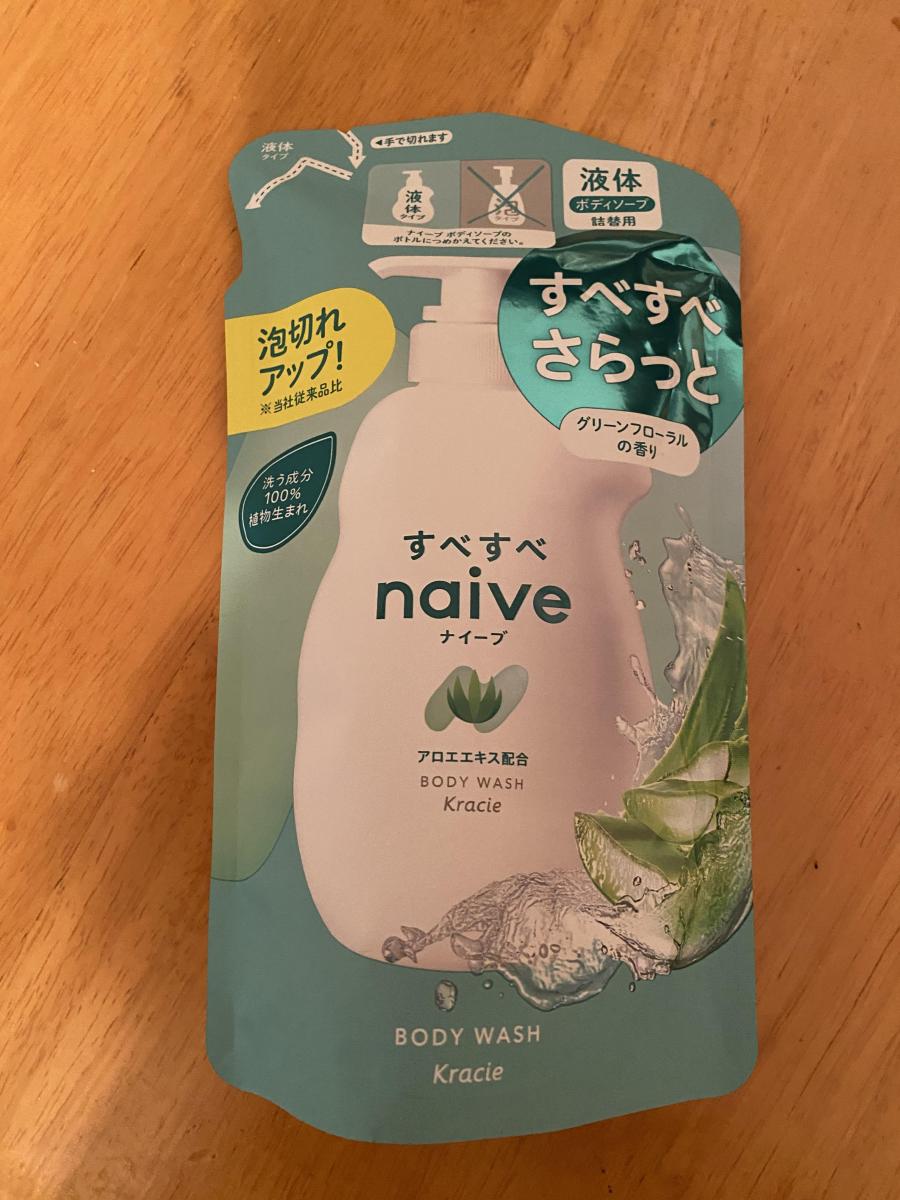 液体
タイプ
◀手で切れます
液体
タイプ
泡
タイプ
ナイーブ ボディソープの
ボトルにつめかえてください。
液体
ボディソープ
詰替用
すべすべ
さらっと
グリーンフローラル
の香り
泡切れ
アップ!
※当社従来品比
洗う成分
100%
植物生まれ
すべすべ
naive
ナイーブ
アロエエキス配合
BODY WASH
Kracie
BODY WASH
Kracie